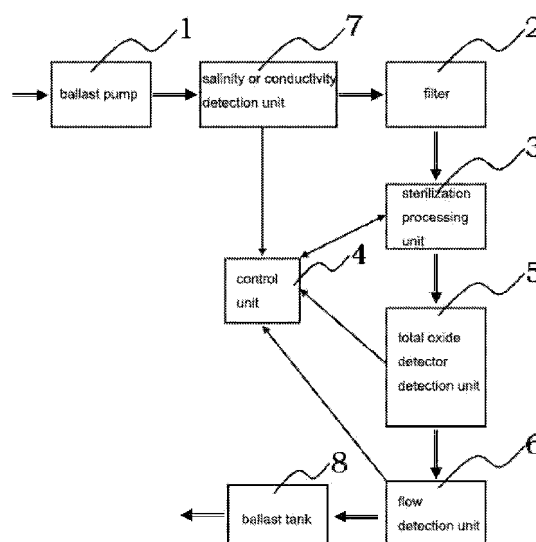 1
7
2
ballast pump
salinity or conductivity
detection unit
filter
3
sterilization
processing
unit
control
unit
4
5
total oxide
detector
detection unit
8
6
ballast tank
flow
detection unit